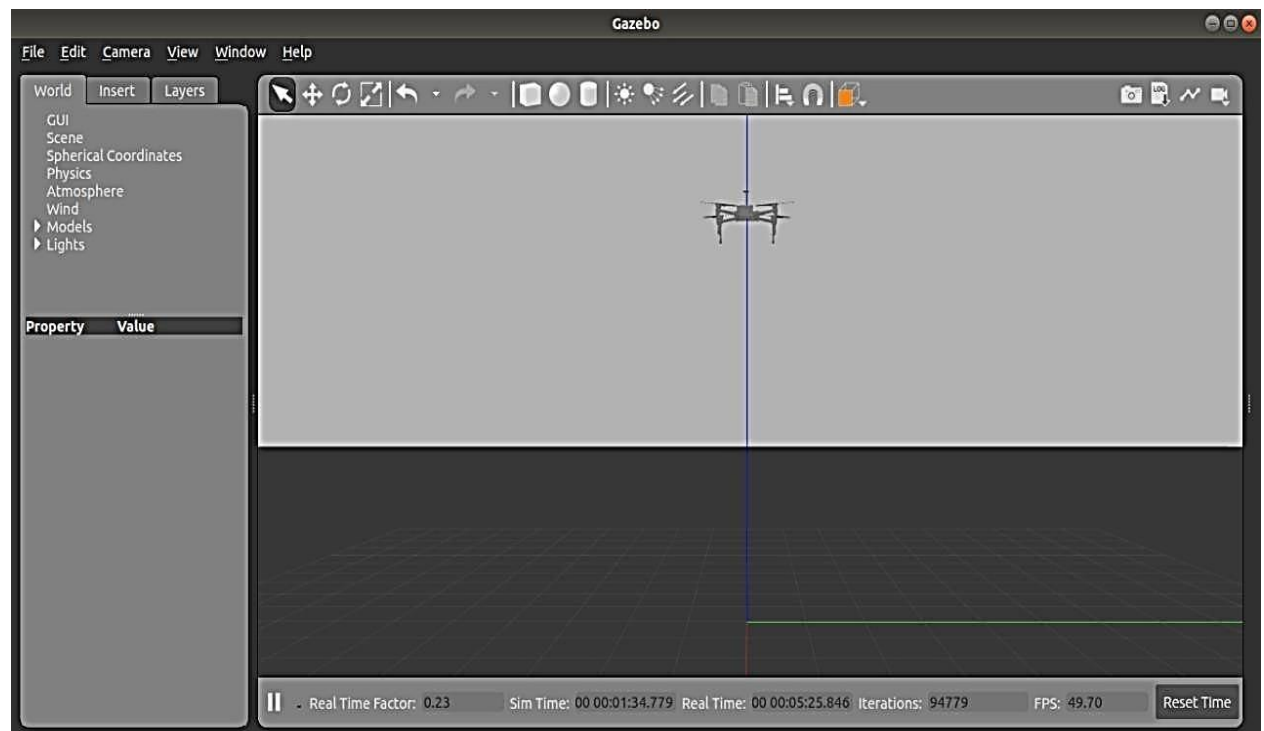 Gazebo
File Edit Camera View Window Help
World Insert Layers
GUI
Scene
Spherical Coordinates
Physics
Atmosphere
Wind
Models
Lights
Property Value
LOG
Real Time Factor: 0.23 Sim Time: 00 00:01:34.779 Real Time: 00 00:05:25.846 Iterations: 94779 FPS: 49.70 Reset Time